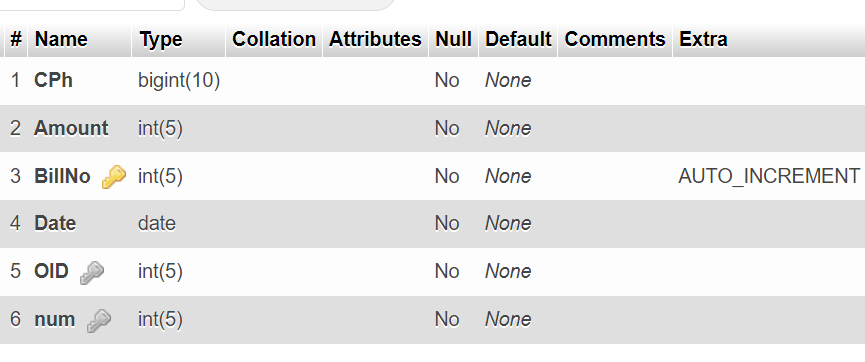 # Name Type Collation Attributes Null Default Comments Extra
1 CPh bigint(10) No None
2 Amount int(5) No None
3 BillNo int(5) No None AUTO_INCREMENT
4 Date date No None
5 OID int(5) No None
6 num int(5) No None